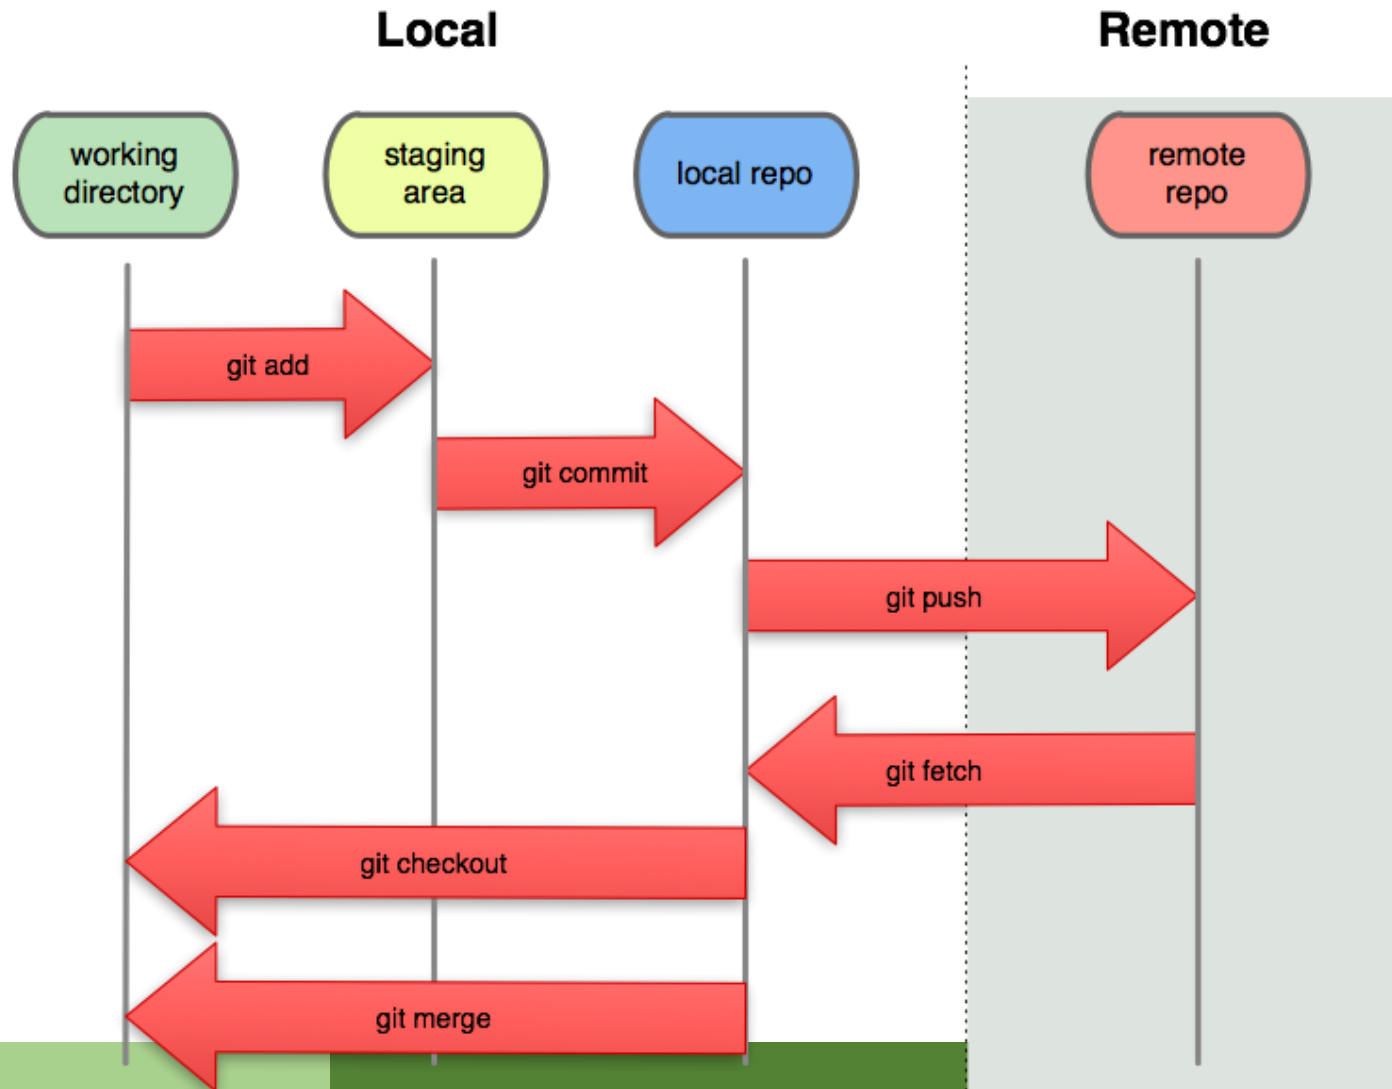 Local
Remote
working
directory
staging
area
local repo
remote
repo
git add
git commit
git push
git fetch
git checkout
git merge